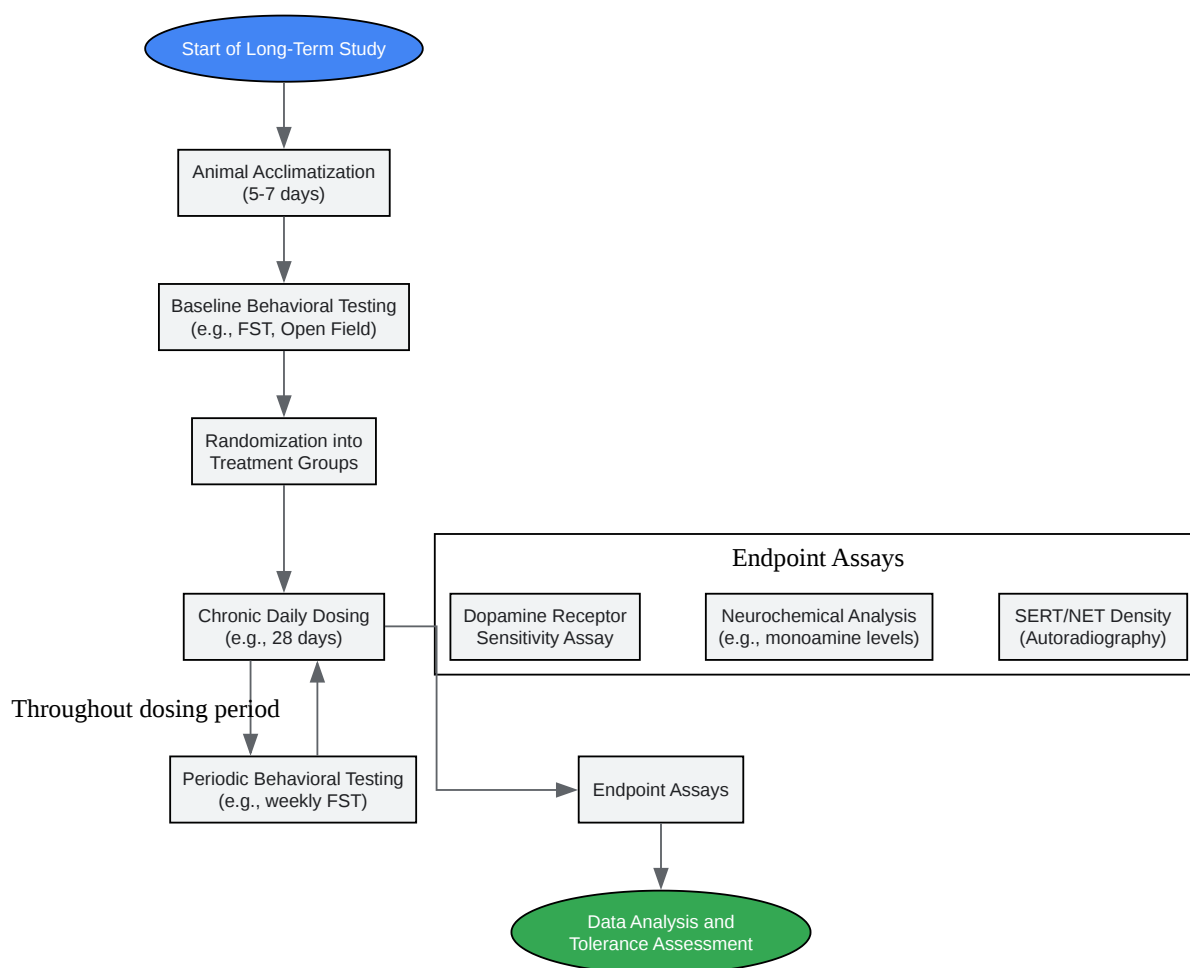 Start of Long-Term Study
Animal Acclimatization
(5-7 days)
Baseline Behavioral Testing
(e.g., FST, Open Field)
Randomization into
Treatment Groups
Endpoint Assays
Chronic Daily Dosing
(e.g., 28 days)
Dopamine Receptor
Sensitivity Assay
Neurochemical Analysis
(e.g., monoamine levels)
SERT/NET Density
(Autoradiography)
Throughout dosing period
Periodic Behavioral Testing
(e.g., weekly FST)
Endpoint Assays
Data Analysis and
Tolerance Assessment